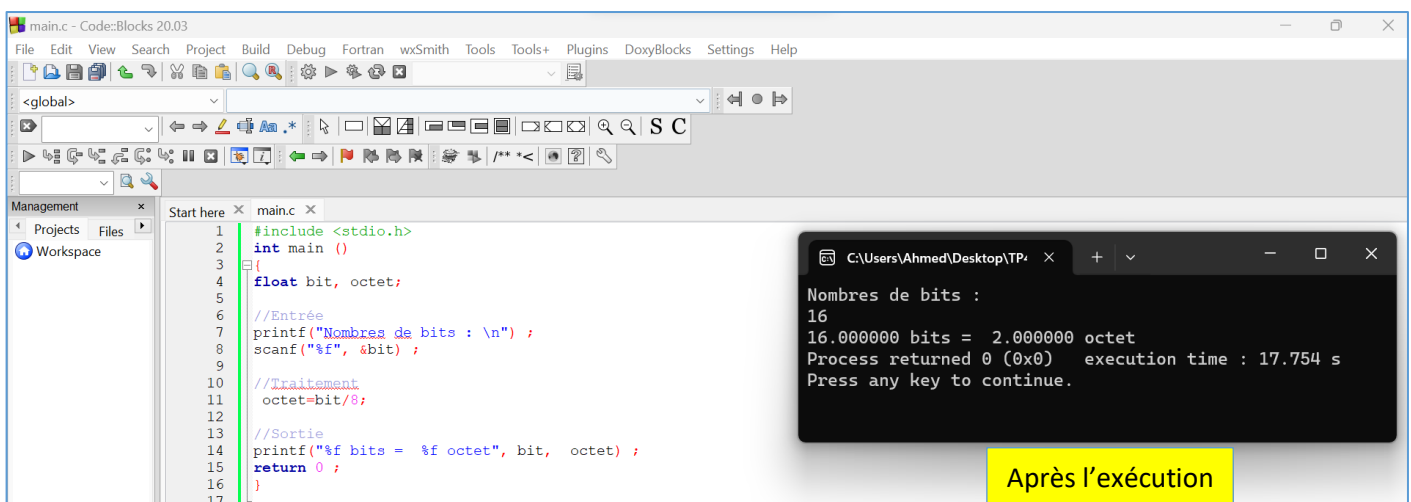 main.c - Code::Blocks 20.03
File Edit View Search Project Build Debug Fortran wxSmith Tools Tools+ Plugins DoxyBlocks Settings Help
<global>
Aa .* S C
/** *<
Management ×
Projects Files
Workspace
Start here × main.c ×
1 #include <stdio.h>
2 int main ()
3 {
4 float bit, octet;
5
6 //Entrée
7 printf("Nombres de bits : \n") ;
8 scanf("%f", &bit) ;
9
10 //Traitement
11 octet=bit/8;
12
13 //Sortie
14 printf("%f bits =  %f octet", bit,  octet) ;
15 return 0 ;
16 }
17
C:\Users\Ahmed\Desktop\TP4 × +
Nombres de bits :
16
16.000000 bits =  2.000000 octet
Process returned 0 (0x0)   execution time : 17.754 s
Press any key to continue.
Après l’exécution